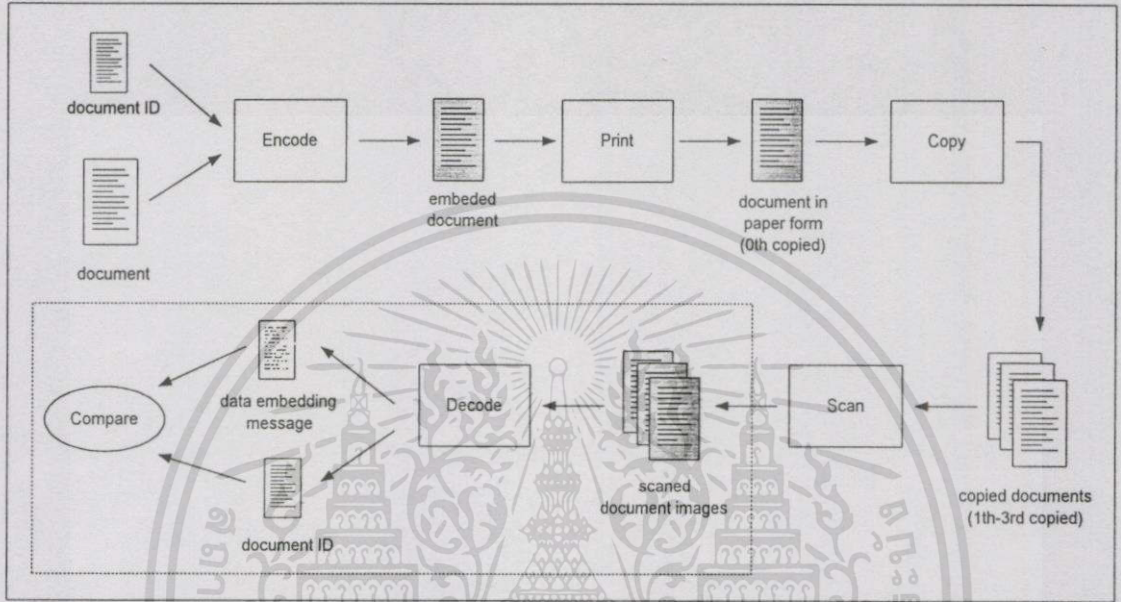 document ID
Encode
Print
Copy
embeded
document
document in
paper form
(0th copied)
document
data embedding
message
Compare
Decode
Scan
scaned
document images
copied documents
(1th-3rd copied)
document ID